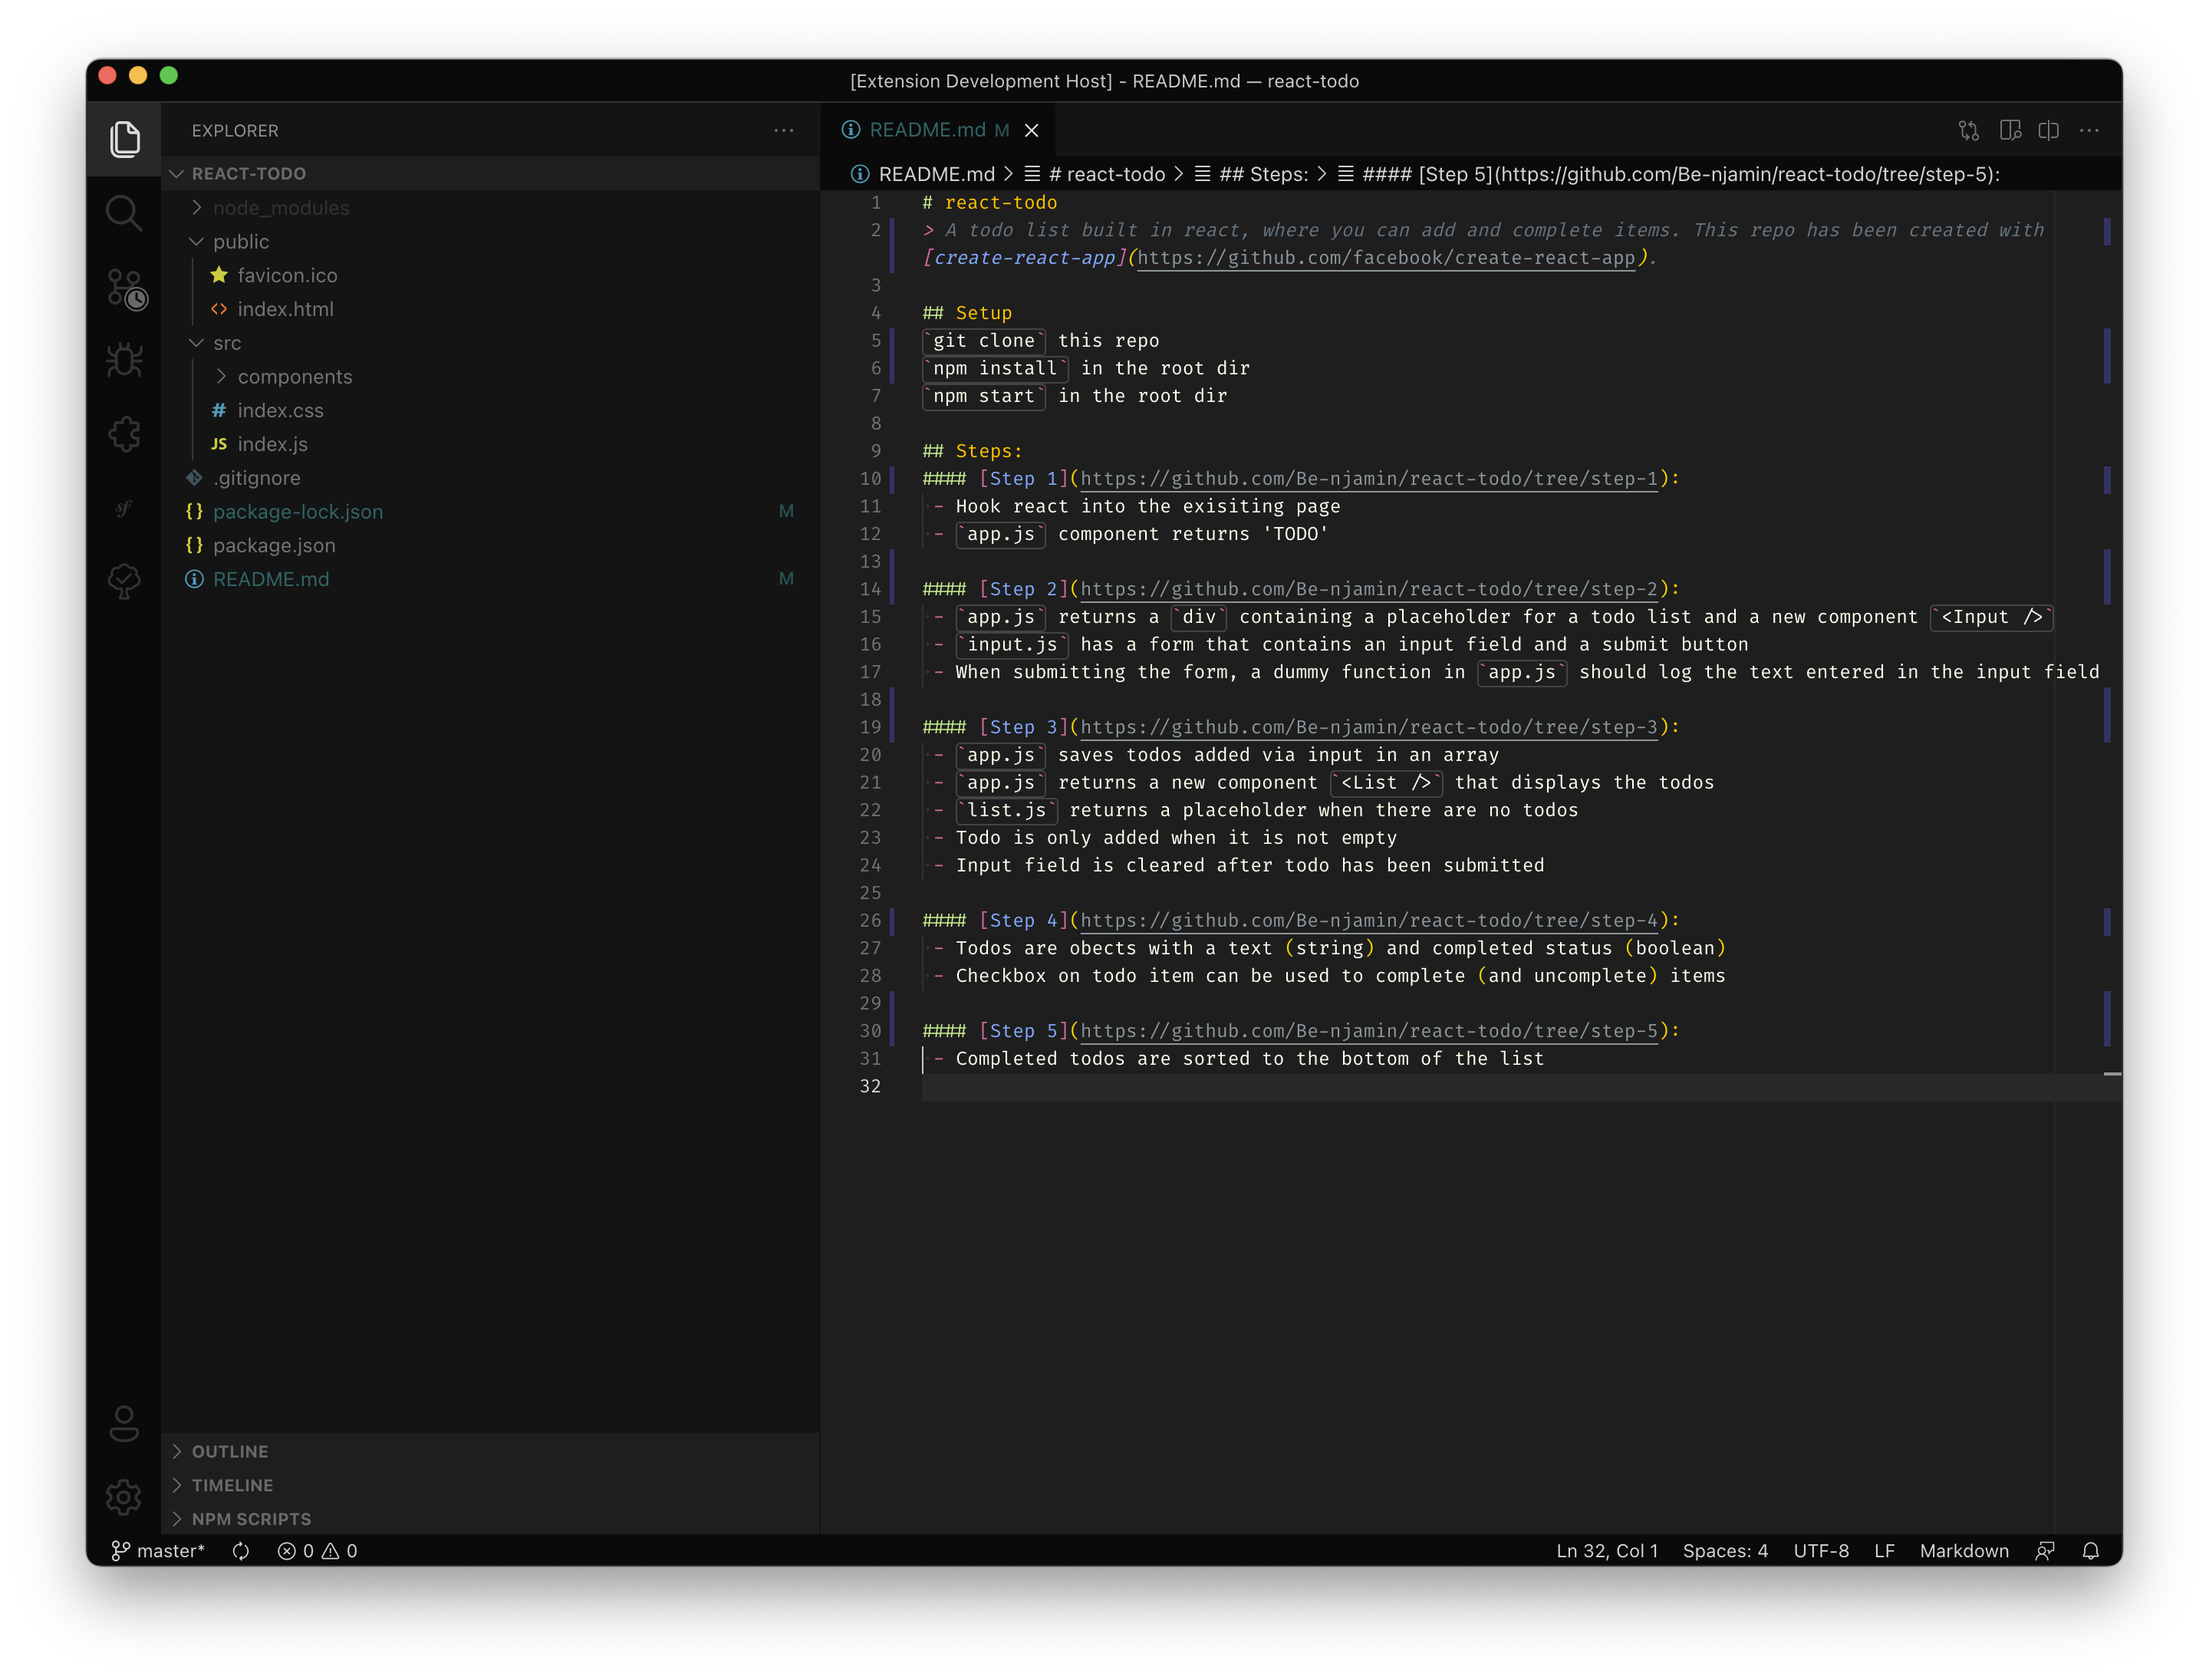 [Extension Development Host] - README.md — react-todo
EXPLORER
REACT-TODO
node_modules
public
favicon.ico
index.html
src
components
index.css
index.js
.gitignore
package-lock.json M
package.json
README.md M
OUTLINE
TIMELINE
NPM SCRIPTS
README.md M
README.md > # react-todo > ## Steps: > #### [Step 5](https://github.com/Be-njamin/react-todo/tree/step-5):
1 # react-todo
2 > A todo list built in react, where you can add and complete items. This repo has been created with
[create-react-app](https://github.com/facebook/create-react-app).
3
4 ## Setup
5 `git clone` this repo
6 `npm install` in the root dir
7 `npm start` in the root dir
8
9 ## Steps:
10 #### [Step 1](https://github.com/Be-njamin/react-todo/tree/step-1):
11 - Hook react into the exisiting page
12 - `app.js` component returns 'TODO'
13
14 #### [Step 2](https://github.com/Be-njamin/react-todo/tree/step-2):
15 - `app.js` returns a `div` containing a placeholder for a todo list and a new component `<Input />`
16 - `input.js` has a form that contains an input field and a submit button
17 - When submitting the form, a dummy function in `app.js` should log the text entered in the input field
18
19 #### [Step 3](https://github.com/Be-njamin/react-todo/tree/step-3):
20 - `app.js` saves todos added via input in an array
21 - `app.js` returns a new component `<List />` that displays the todos
22 - `list.js` returns a placeholder when there are no todos
23 - Todo is only added when it is not empty
24 - Input field is cleared after todo has been submitted
25
26 #### [Step 4](https://github.com/Be-njamin/react-todo/tree/step-4):
27 - Todos are obects with a text (string) and completed status (boolean)
28 - Checkbox on todo item can be used to complete (and uncomplete) items
29
30 #### [Step 5](https://github.com/Be-njamin/react-todo/tree/step-5):
31 - Completed todos are sorted to the bottom of the list
32
master* 0 0 Ln 32, Col 1 Spaces: 4 UTF-8 LF Markdown